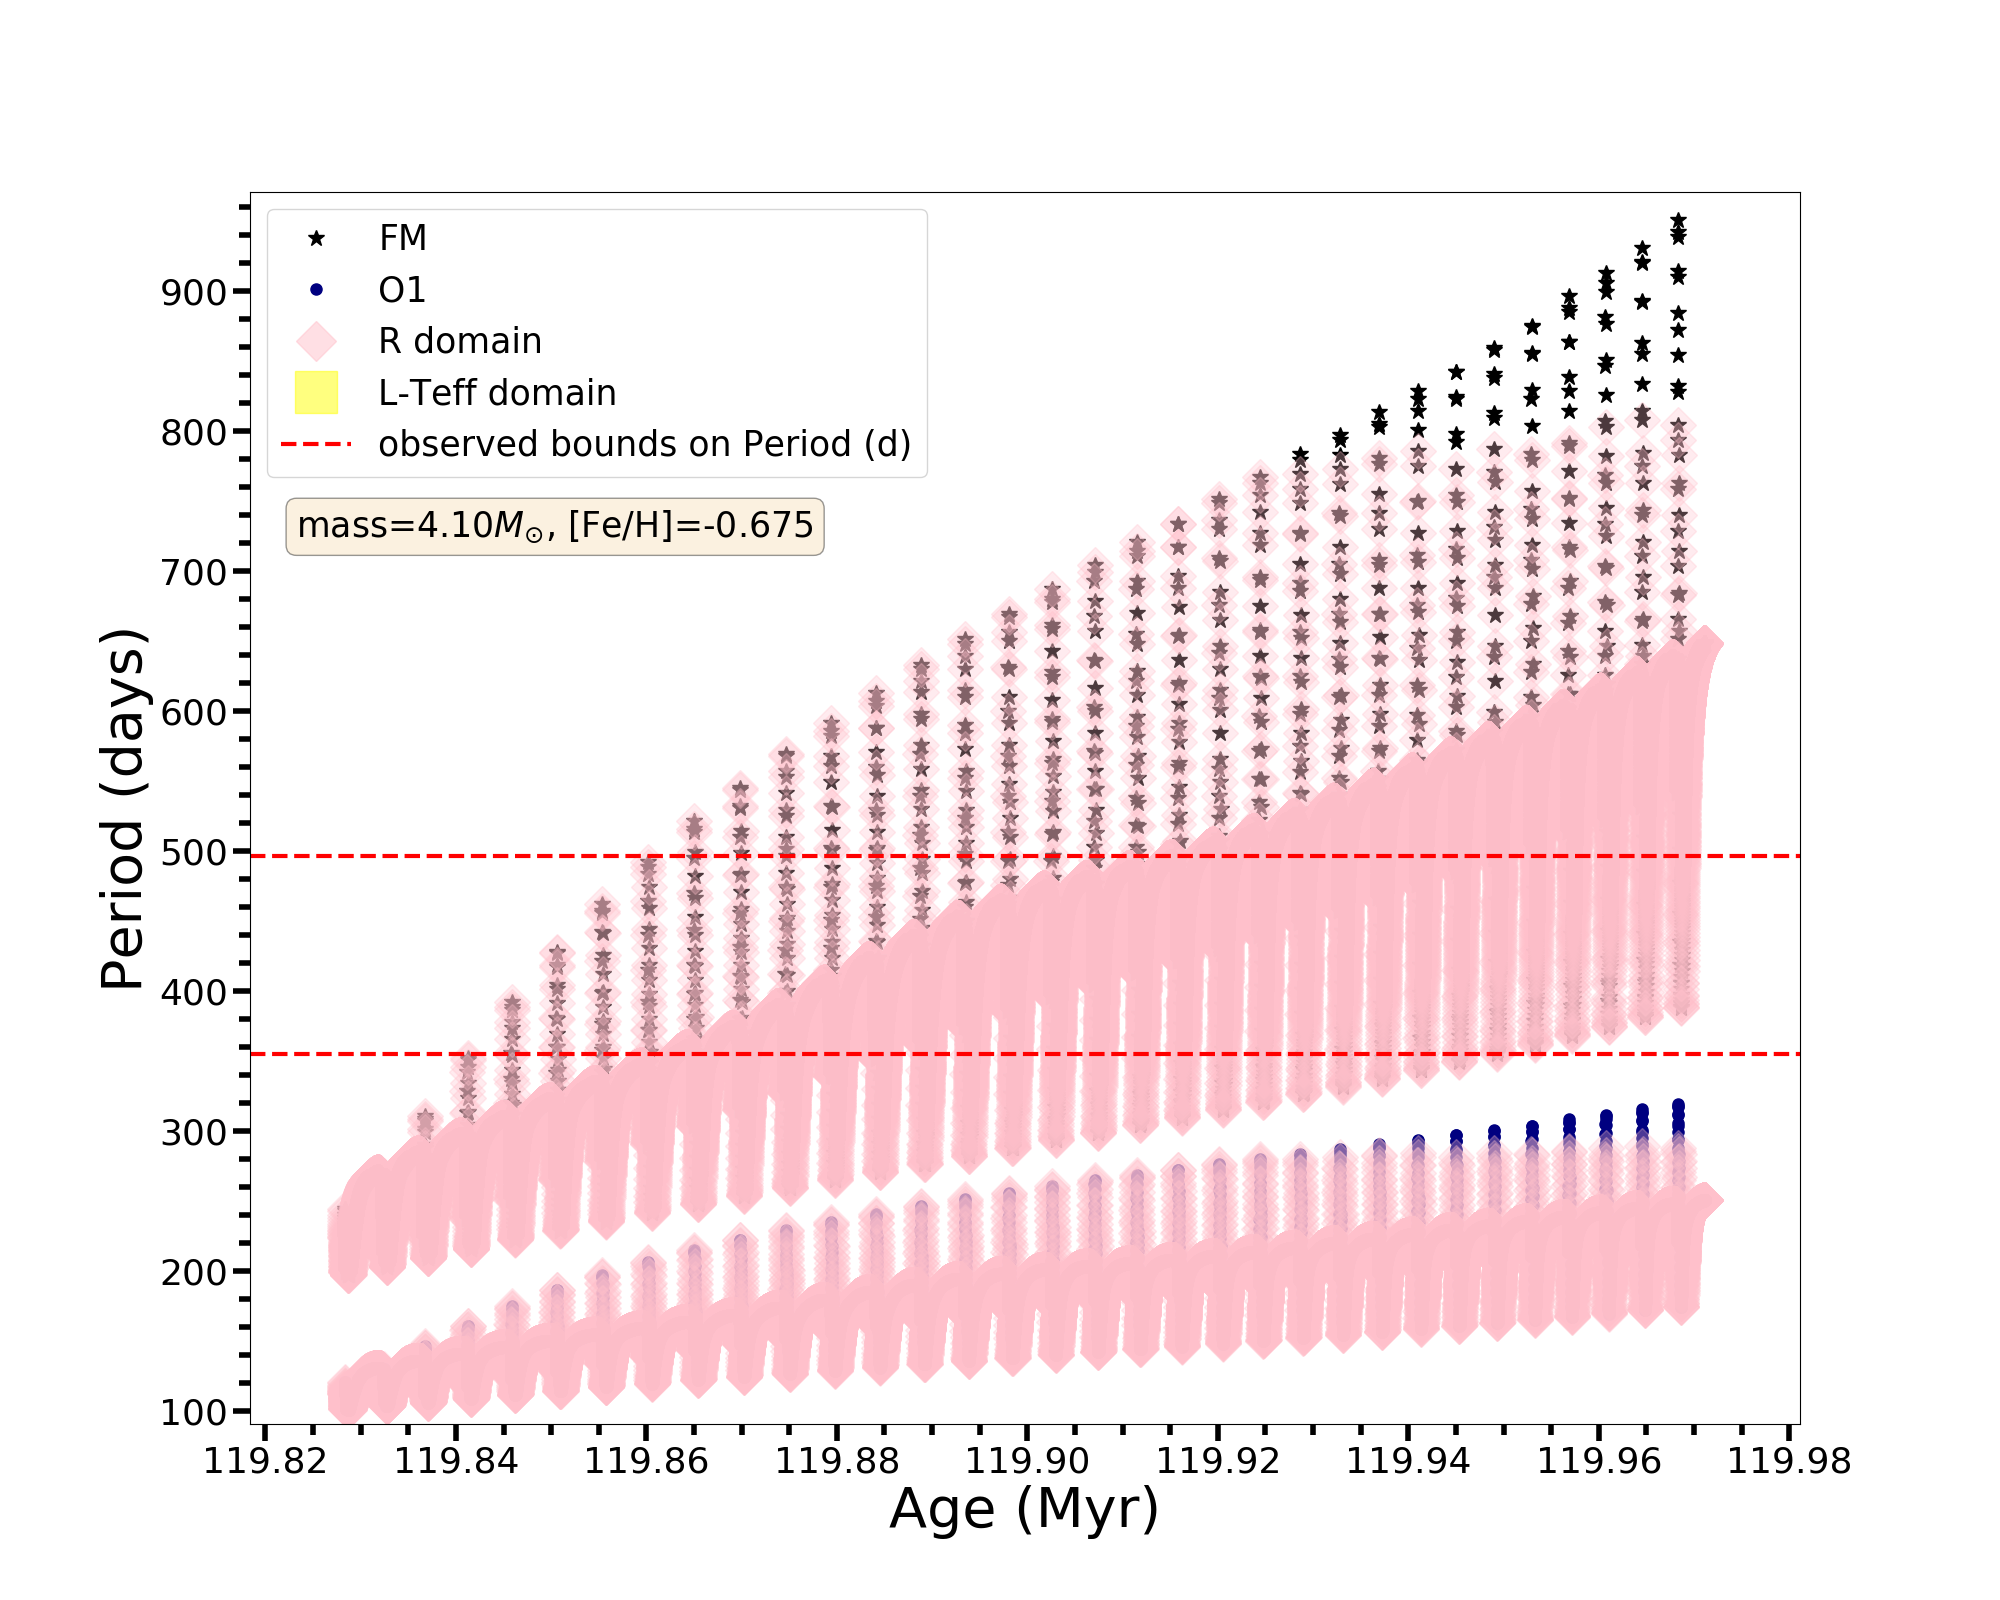 FM
O1
R domain
L-Teff domain
observed bounds on Period (d)
mass=4.10M⊙, [Fe/H]=-0.675
Period (days)
900
800
700
600
500
400
300
200
100
119.82 119.84 119.86 119.88 119.90 119.92 119.94 119.96 119.98
Age (Myr)